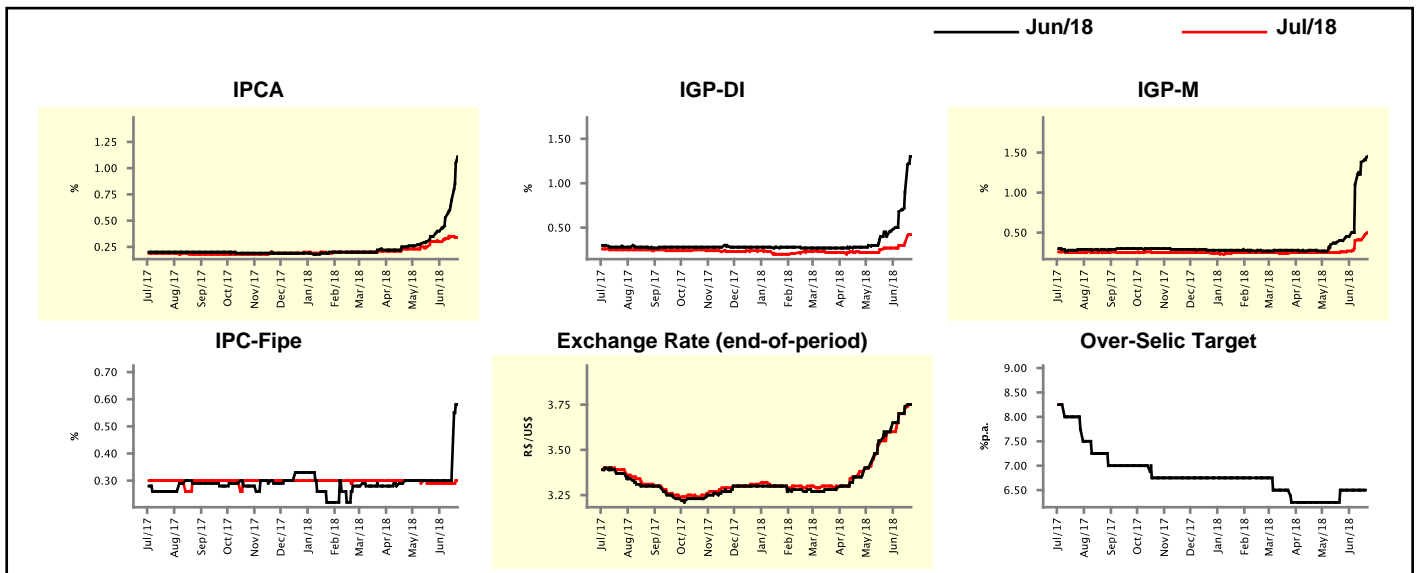 Jun/18 Jul/18
IPCA IGP-DI IGP-M
%
1.25
1.00
0.75
0.50
0.25
Jul/17 Aug/17 Sep/17 Oct/17 Nov/17 Dec/17 Jan/18 Feb/18 Mar/18 Apr/18 May/18 Jun/18
%
1.50
1.00
0.50
Jul/17 Aug/17 Sep/17 Oct/17 Nov/17 Dec/17 Jan/18 Feb/18 Mar/18 Apr/18 May/18 Jun/18
%
1.50
1.00
0.50
Jul/17 Aug/17 Sep/17 Oct/17 Nov/17 Dec/17 Jan/18 Feb/18 Mar/18 Apr/18 May/18 Jun/18
IPC-Fipe Exchange Rate (end-of-period) Over-Selic Target
%
0.70
0.60
0.50
0.40
0.30
Jul/17 Aug/17 Sep/17 Oct/17 Nov/17 Dec/17 Jan/18 Feb/18 Mar/18 Apr/18 May/18 Jun/18
R$/US$
3.75
3.50
3.25
Jul/17 Aug/17 Sep/17 Oct/17 Nov/17 Dec/17 Jan/18 Feb/18 Mar/18 Apr/18 May/18 Jun/18
%p.a.
9.00
8.50
8.00
7.50
7.00
6.50
Jul/17 Aug/17 Sep/17 Oct/17 Nov/17 Dec/17 Jan/18 Feb/18 Mar/18 Apr/18 May/18 Jun/18